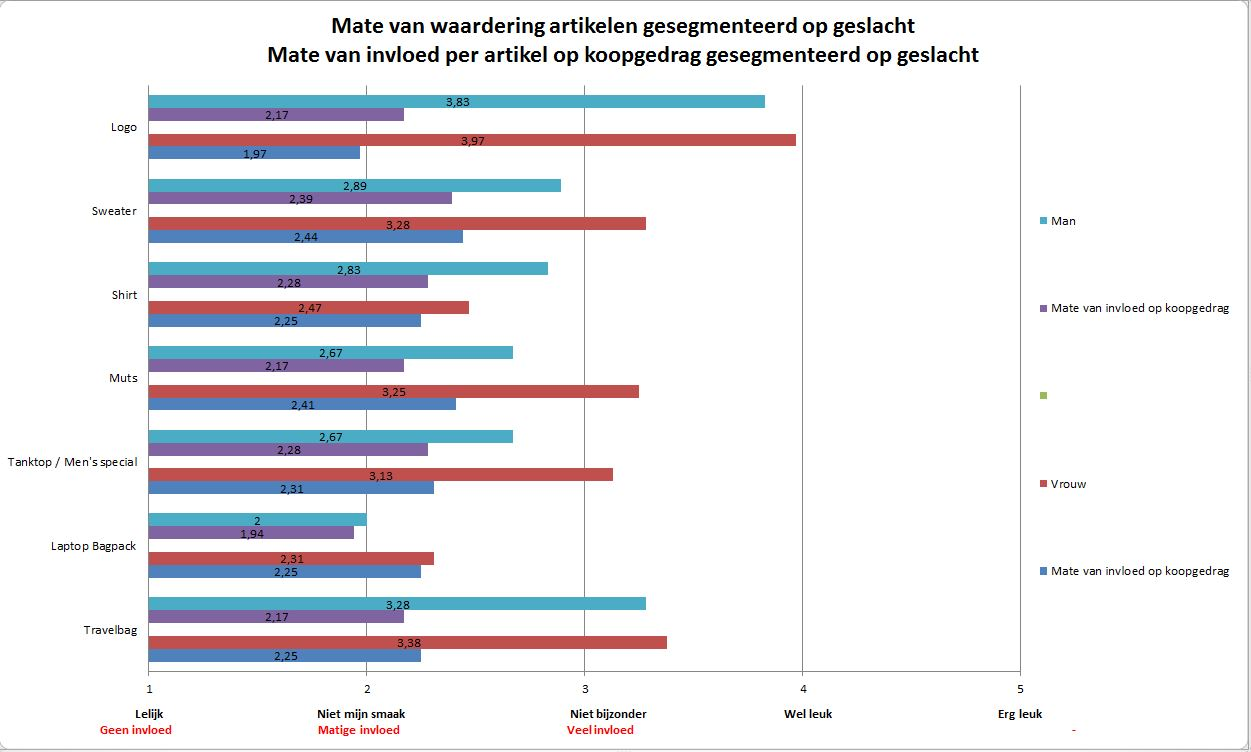 Mate van waardering artikelen gesegmenteerd op geslacht
Mate van invloed per artikel op koopgedrag gesegmenteerd op geslacht
Logo
3,83
2,17
3,97
1,97
Sweater
2,89
2,39
3,28
2,44
Shirt
2,83
2,28
2,47
2,25
Muts
2,67
2,17
3,25
2,41
Tanktop / Men's special
2,67
2,28
3,13
2,31
Laptop Bagpack
2
1,94
2,31
2,25
Travelbag
3,28
2,17
3,38
2,25
Man
Mate van invloed op koopgedrag
Vrouw
Mate van invloed op koopgedrag
1 2 3 4 5
Lelijk Niet mijn smaak Niet bijzonder Wel leuk Erg leuk
Geen invloed Matige invloed Veel invloed -